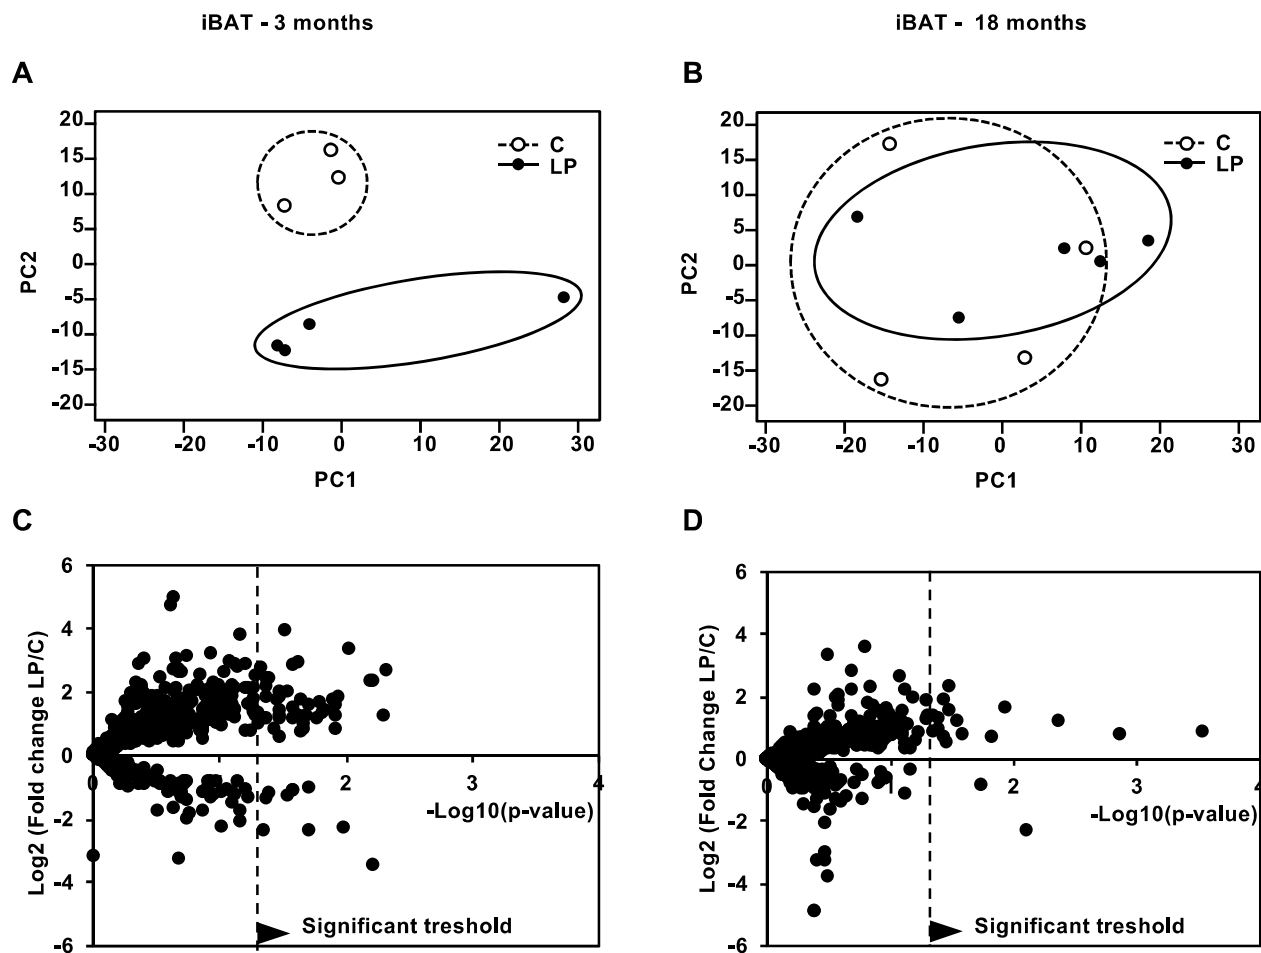 iBAT - 3 months
iBAT - 18 months
A
B
20
15
10
5
0
-5
-10
-15
-20
PC2
C
LP
-30
-20
-10
0
10
20
30
PC1
20
15
10
5
0
-5
-10
-15
-20
PC2
C
LP
-30
-20
-10
0
10
20
30
PC1
C
D
6
4
2
0
-2
-4
-6
Log2 (Fold change LP/C)
0
2
3
4
-Log10(p-value)
Significant treshold
6
4
2
0
-2
-4
-6
Log2 (Fold Change LP/C)
0
2
3
4
-Log10(p-value)
Significant treshold